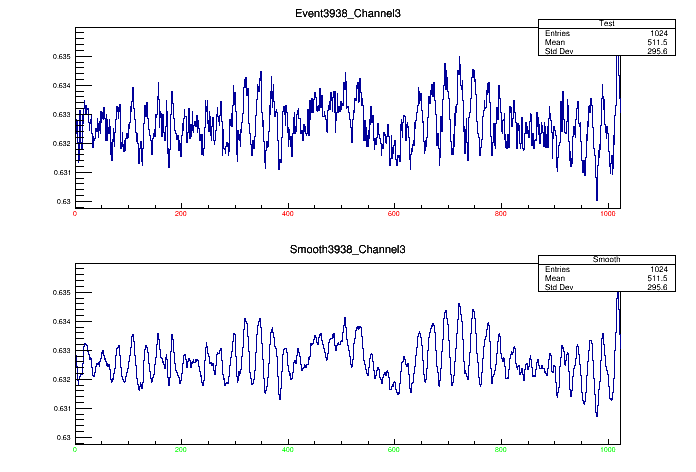 Event3938_Channel3
Test
Entries 1024
Mean 511.5
Std Dev 295.6
0.635
0.634
0.633
0.632
0.631
0.63
0 200 400 600 800 1000
Smooth3938_Channel3
Smooth
Entries 1024
Mean 511.5
Std Dev 295.6
0.635
0.634
0.633
0.632
0.631
0.63
0 200 400 600 800 1000